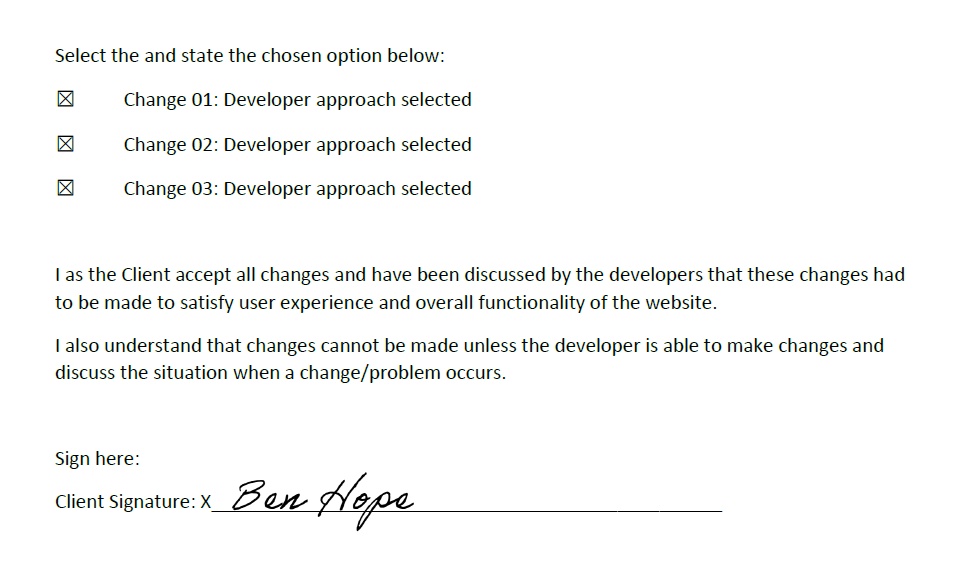 Select the and state the chosen option below:
☒ Change 01: Developer approach selected
☒ Change 02: Developer approach selected
☒ Change 03: Developer approach selected
I as the Client accept all changes and have been discussed by the developers that these changes had
to be made to satisfy user experience and overall functionality of the website.
I also understand that changes cannot be made unless the developer is able to make changes and
discuss the situation when a change/problem occurs.
Sign here:
Client Signature: X Ben Hope